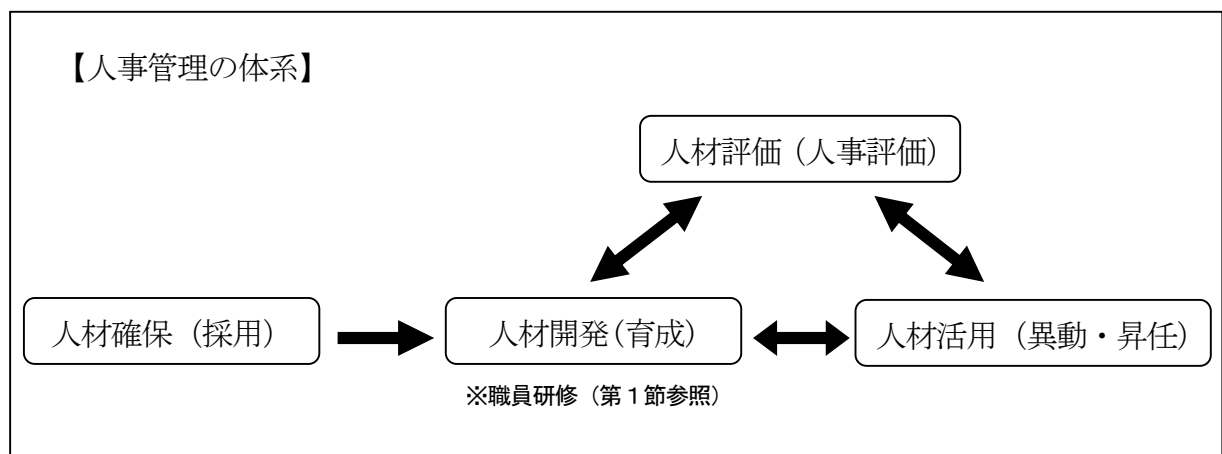 【人事管理の体系】
人材評価（人事評価）
人材確保（採用）
人材開発（育成）
人材活用（異動・昇任）
※職員研修（第１節参照）